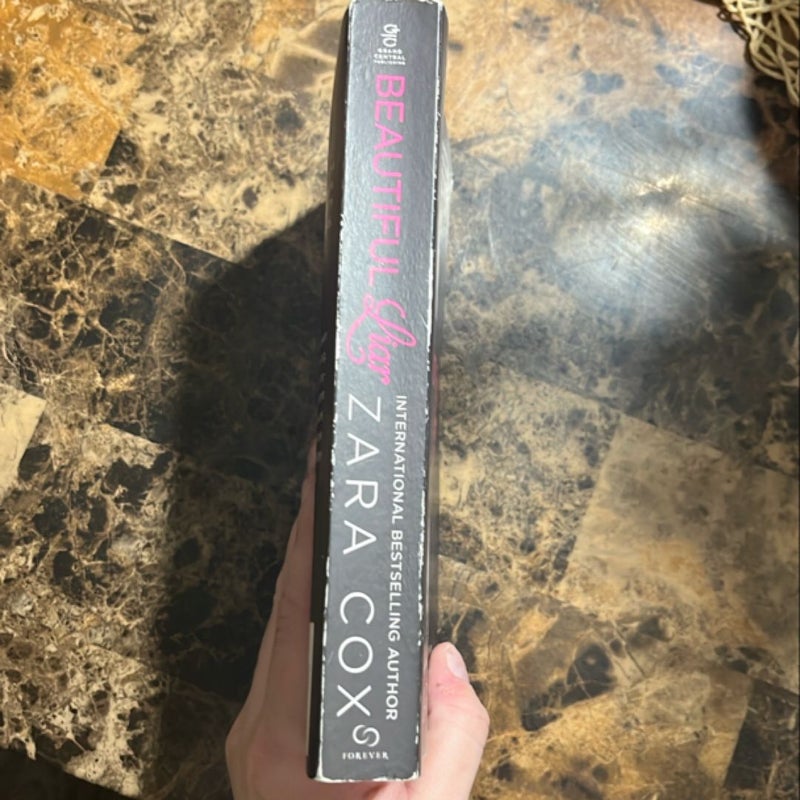 GRAND
CENTRAL
PUBLISHING
BEAUTIFUL Liar
INTERNATIONAL BESTSELLING AUTHOR
ZARA COX
FOREVER